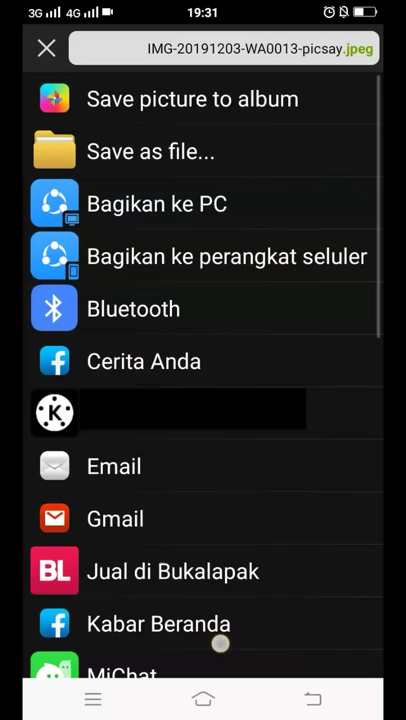 3G 4G 19:31
IMG-20191203-WA0013-picsay.jpeg
Save picture to album
Save as file...
Bagikan ke PC
Bagikan ke perangkat seluler
Bluetooth
Cerita Anda
K
Email
Gmail
BL Jual di Bukalapak
Kabar Beranda
MiChat